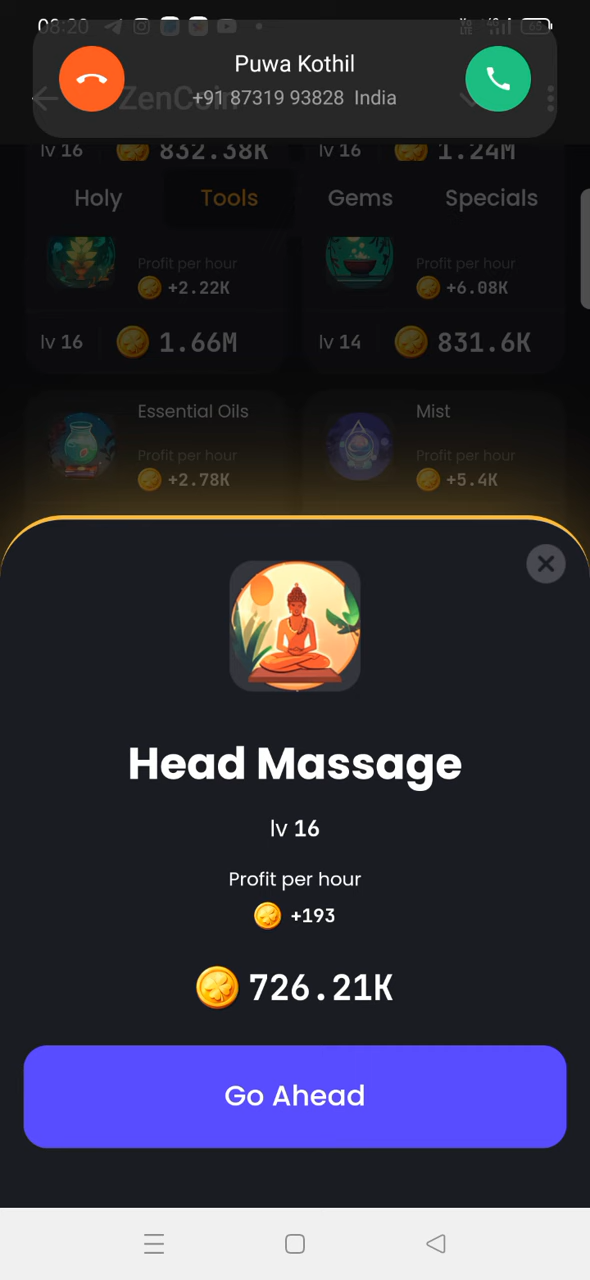 08:20
Puwa Kothil
+91 87319 93828 India
ZenCoin
lv 16 832.38K
lv 16 1.24M
Holy Tools Gems Specials
Profit per hour
+2.22K
lv 16 1.66M
Profit per hour
+6.08K
lv 14 831.6K
Essential Oils
Profit per hour
+2.78K
Mist
Profit per hour
+5.4K
Head Massage
lv 16
Profit per hour
+193
726.21K
Go Ahead